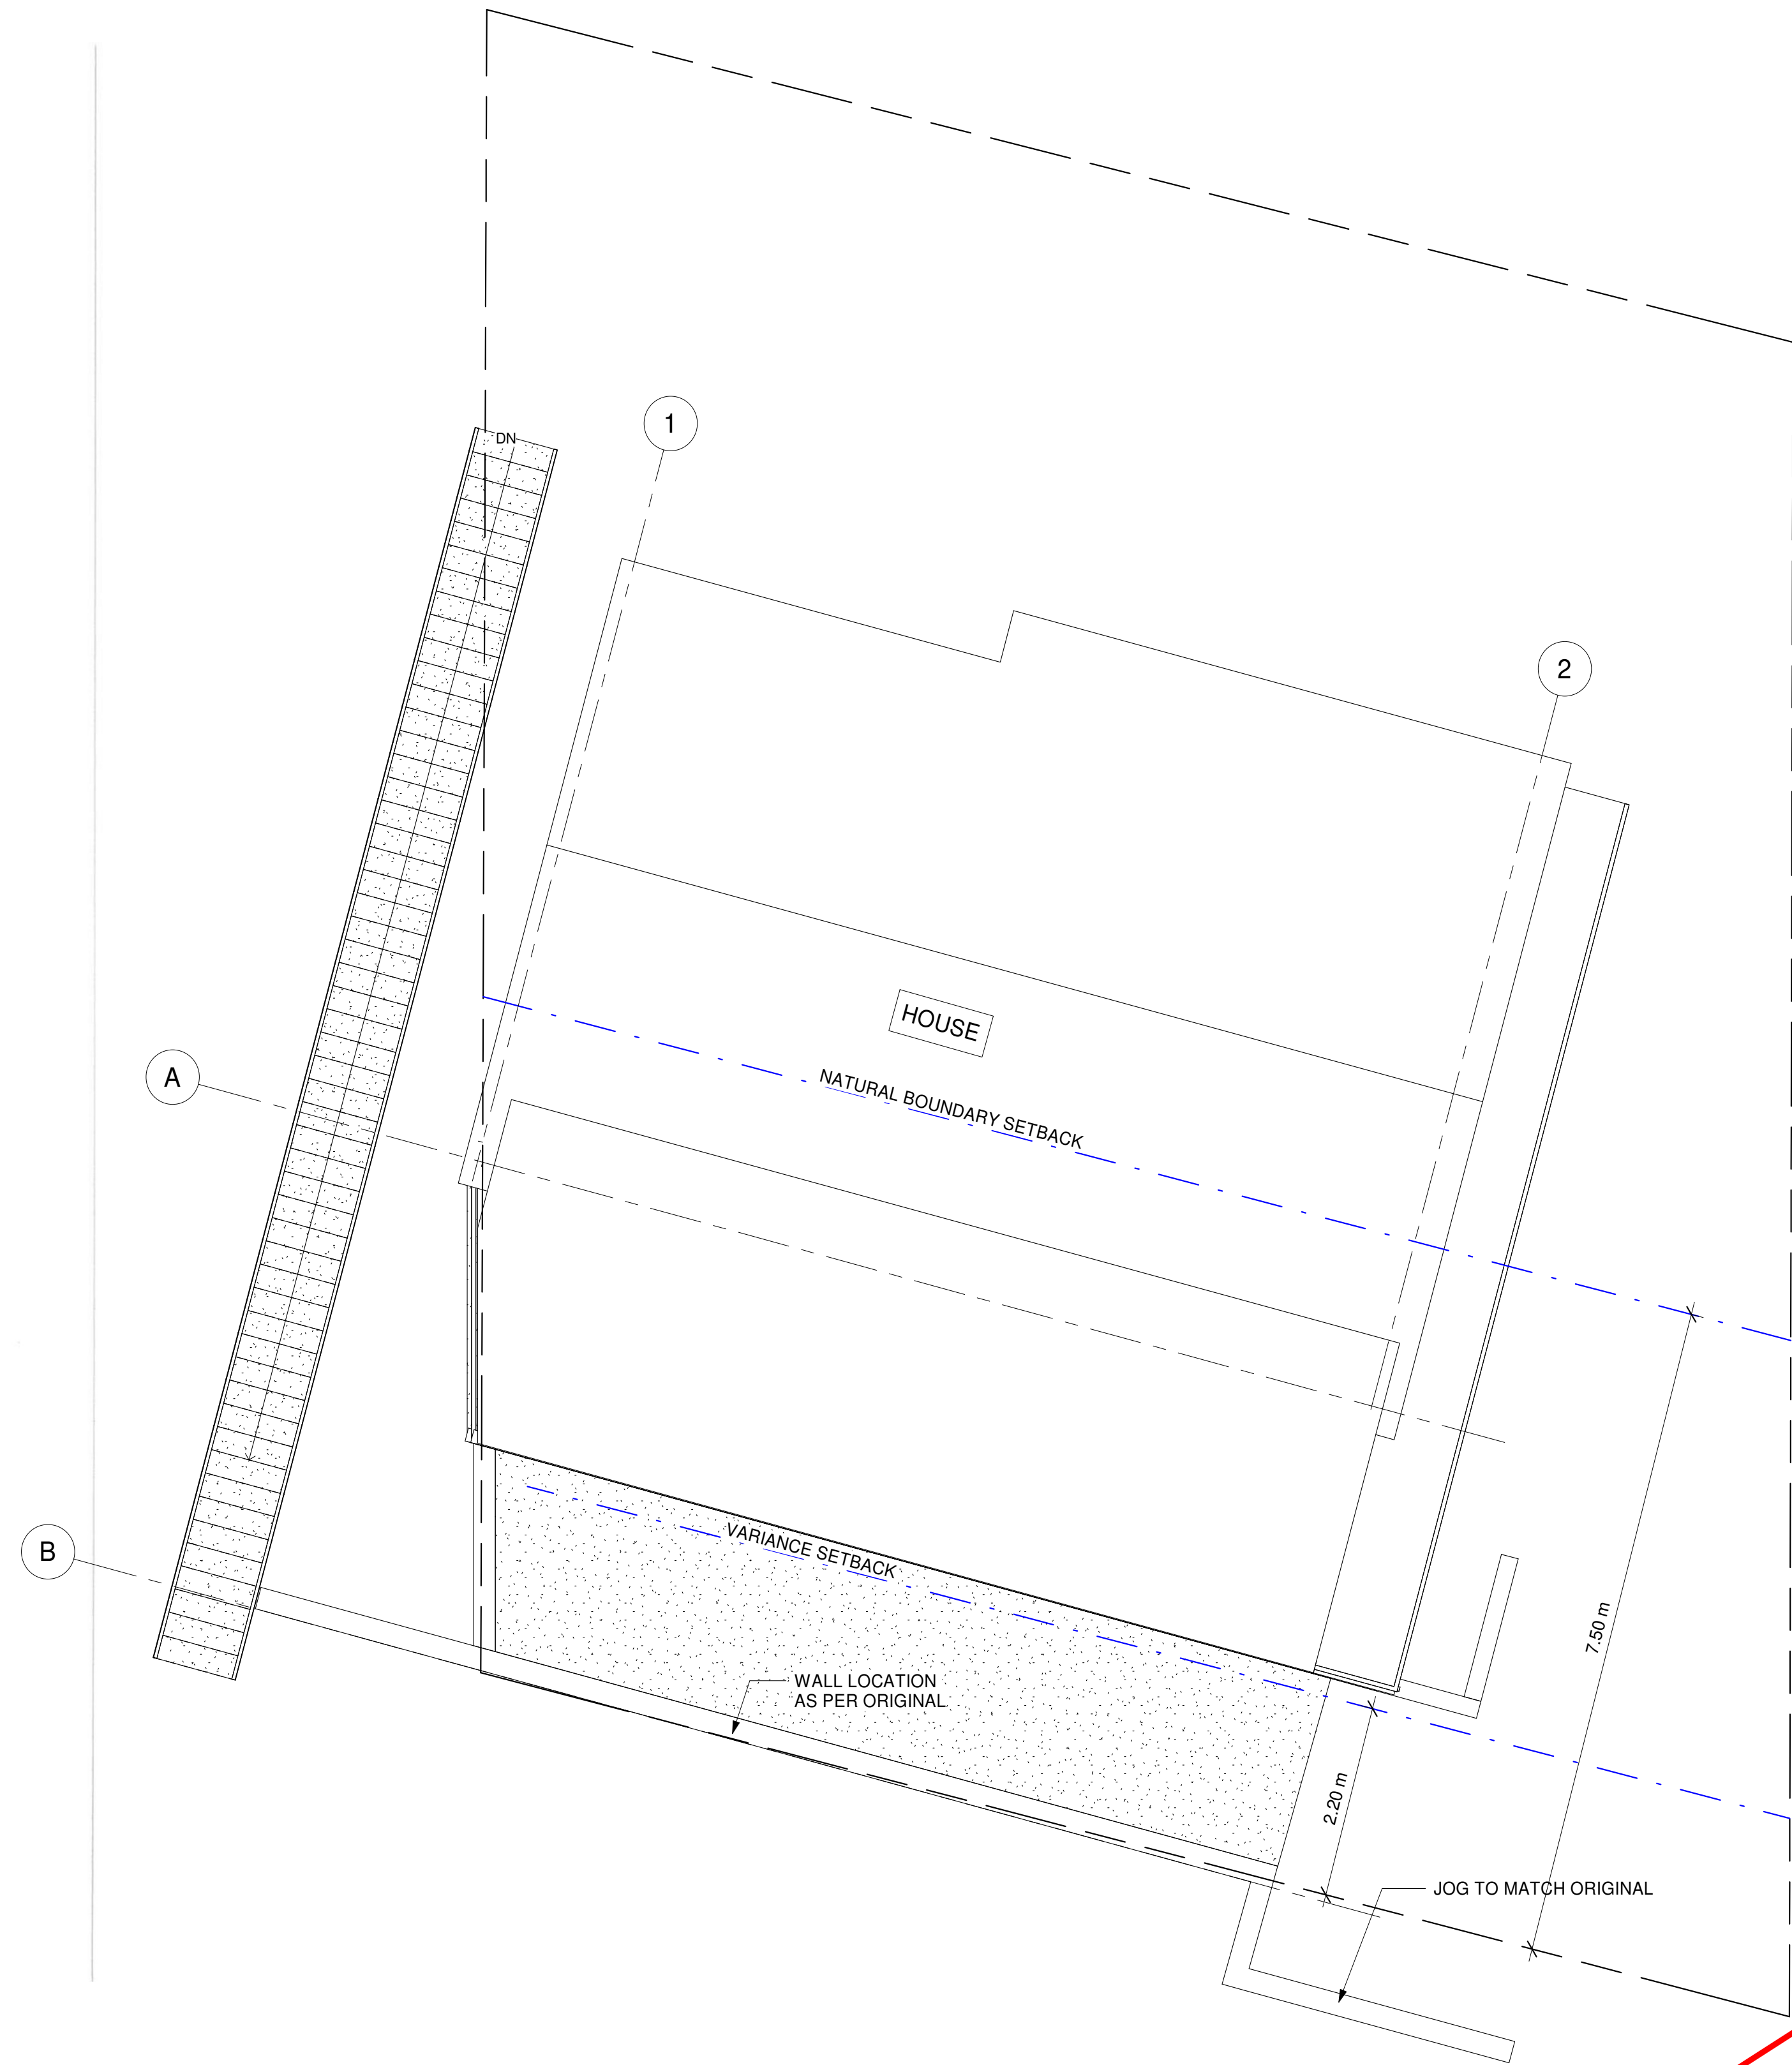 DN
1
2
HOUSE
A
NATURAL BOUNDARY SETBACK
B
VARIANCE SETBACK
7.50 m
WALL LOCATION
AS PER ORIGINAL
2.20 m
JOG TO MATCH ORIGINAL